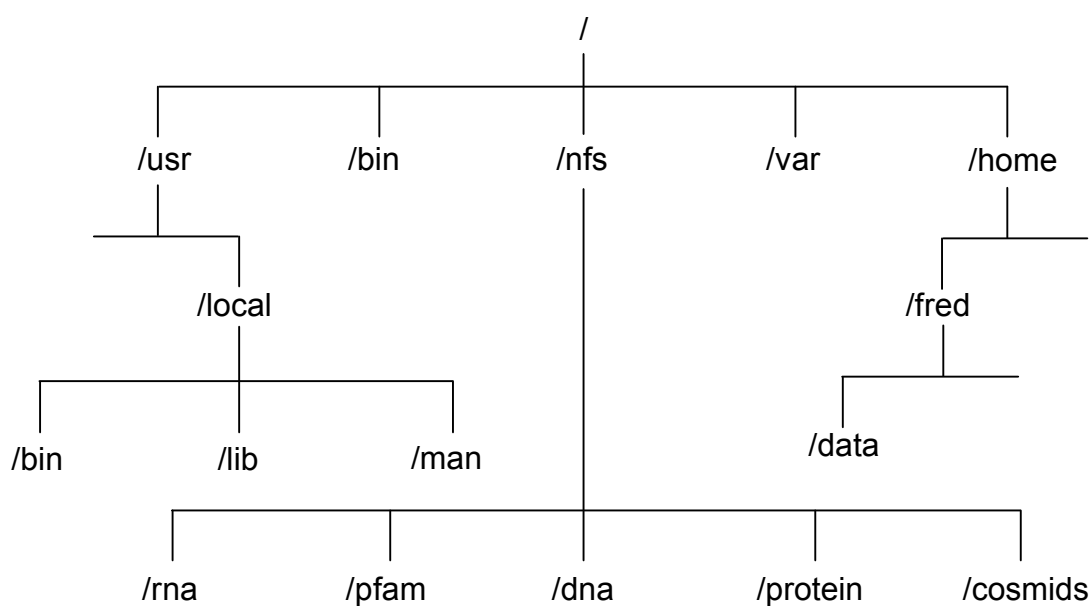 /
/usr /bin /nfs /var /home
/local /fred
/bin /lib /man /data
/rna /pfam /dna /protein /cosmids